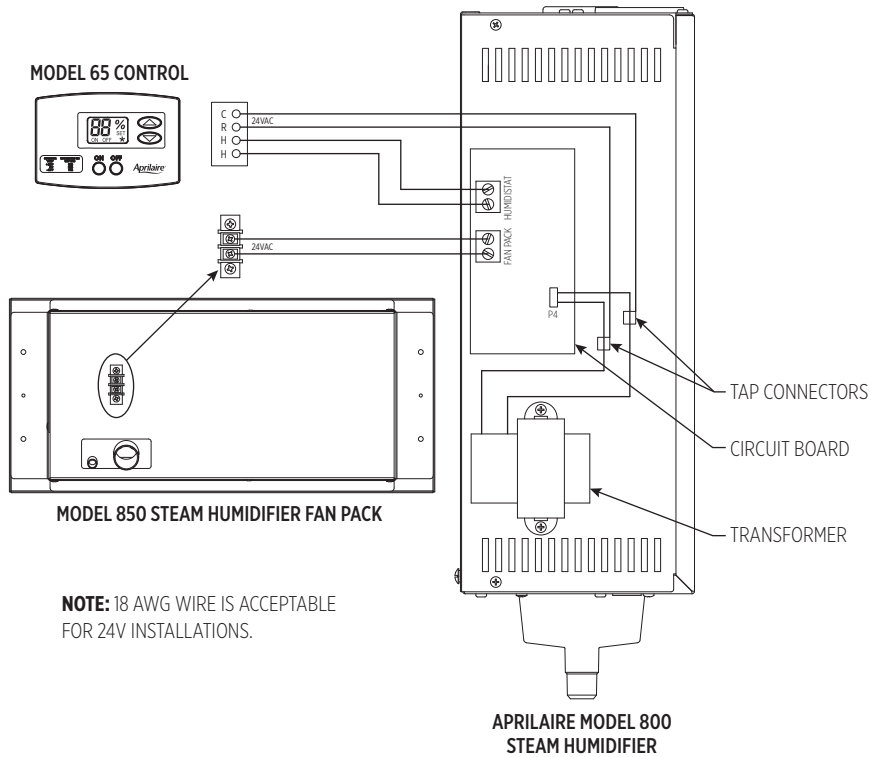 MODEL 65 CONTROL
88 %
SET
ON OFF
ON OFF
Aprilaire
C
R
H
H
24VAC
HUMIDISTAT
FAN PACK
24VAC
P4
TAP CONNECTORS
CIRCUIT BOARD
TRANSFORMER
MODEL 850 STEAM HUMIDIFIER FAN PACK
NOTE: 18 AWG WIRE IS ACCEPTABLE
FOR 24V INSTALLATIONS.
APRILAIRE MODEL 800
STEAM HUMIDIFIER